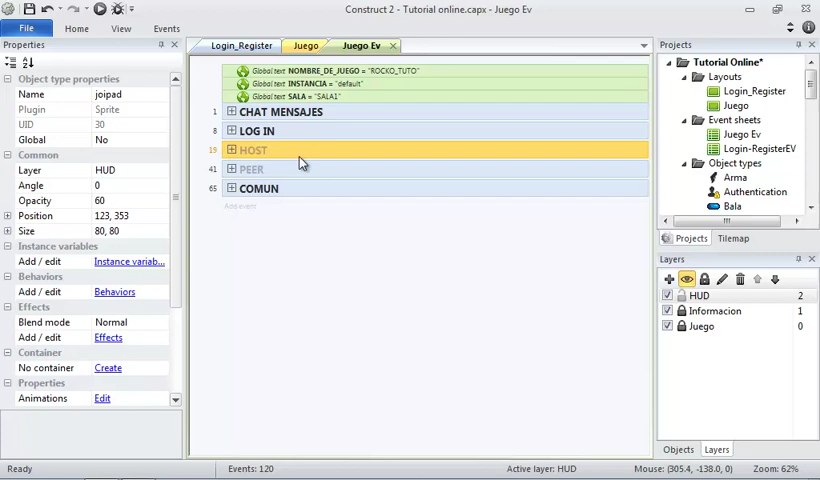 Construct 2 - Tutorial online.capx - Juego Ev
File Home View Events
Properties
Object type properties
Name joipad
Plugin Sprite
UID 30
Global No
Common
Layer HUD
Angle 0
Opacity 60
Position 123, 353
Size 80, 80
Instance variables
Add / edit Instance variab...
Behaviors
Add / edit Behaviors
Effects
Blend mode Normal
Add / edit Effects
Container
No container Create
Properties
Animations Edit
Login_Register Juego Juego Ev
Global text NOMBRE_DE_JUEGO = "ROCKO_TUTO"
Global text INSTANCIA = "default"
Global text SALA = "SALA1"
1 CHAT MENSAJES
8 LOG IN
19 HOST
41 PEER
65 COMUN
Add event
Projects
Tutorial Online*
Layouts
Login_Register
Juego
Event sheets
Juego Ev
Login-RegisterEV
Object types
Arma
Authentication
Bala
Projects Tilemap
Layers
HUD 2
Informacion 1
Juego 0
Objects Layers
Ready Events: 120 Active layer: HUD Mouse: (305.4, -138.0, 0) Zoom: 62%